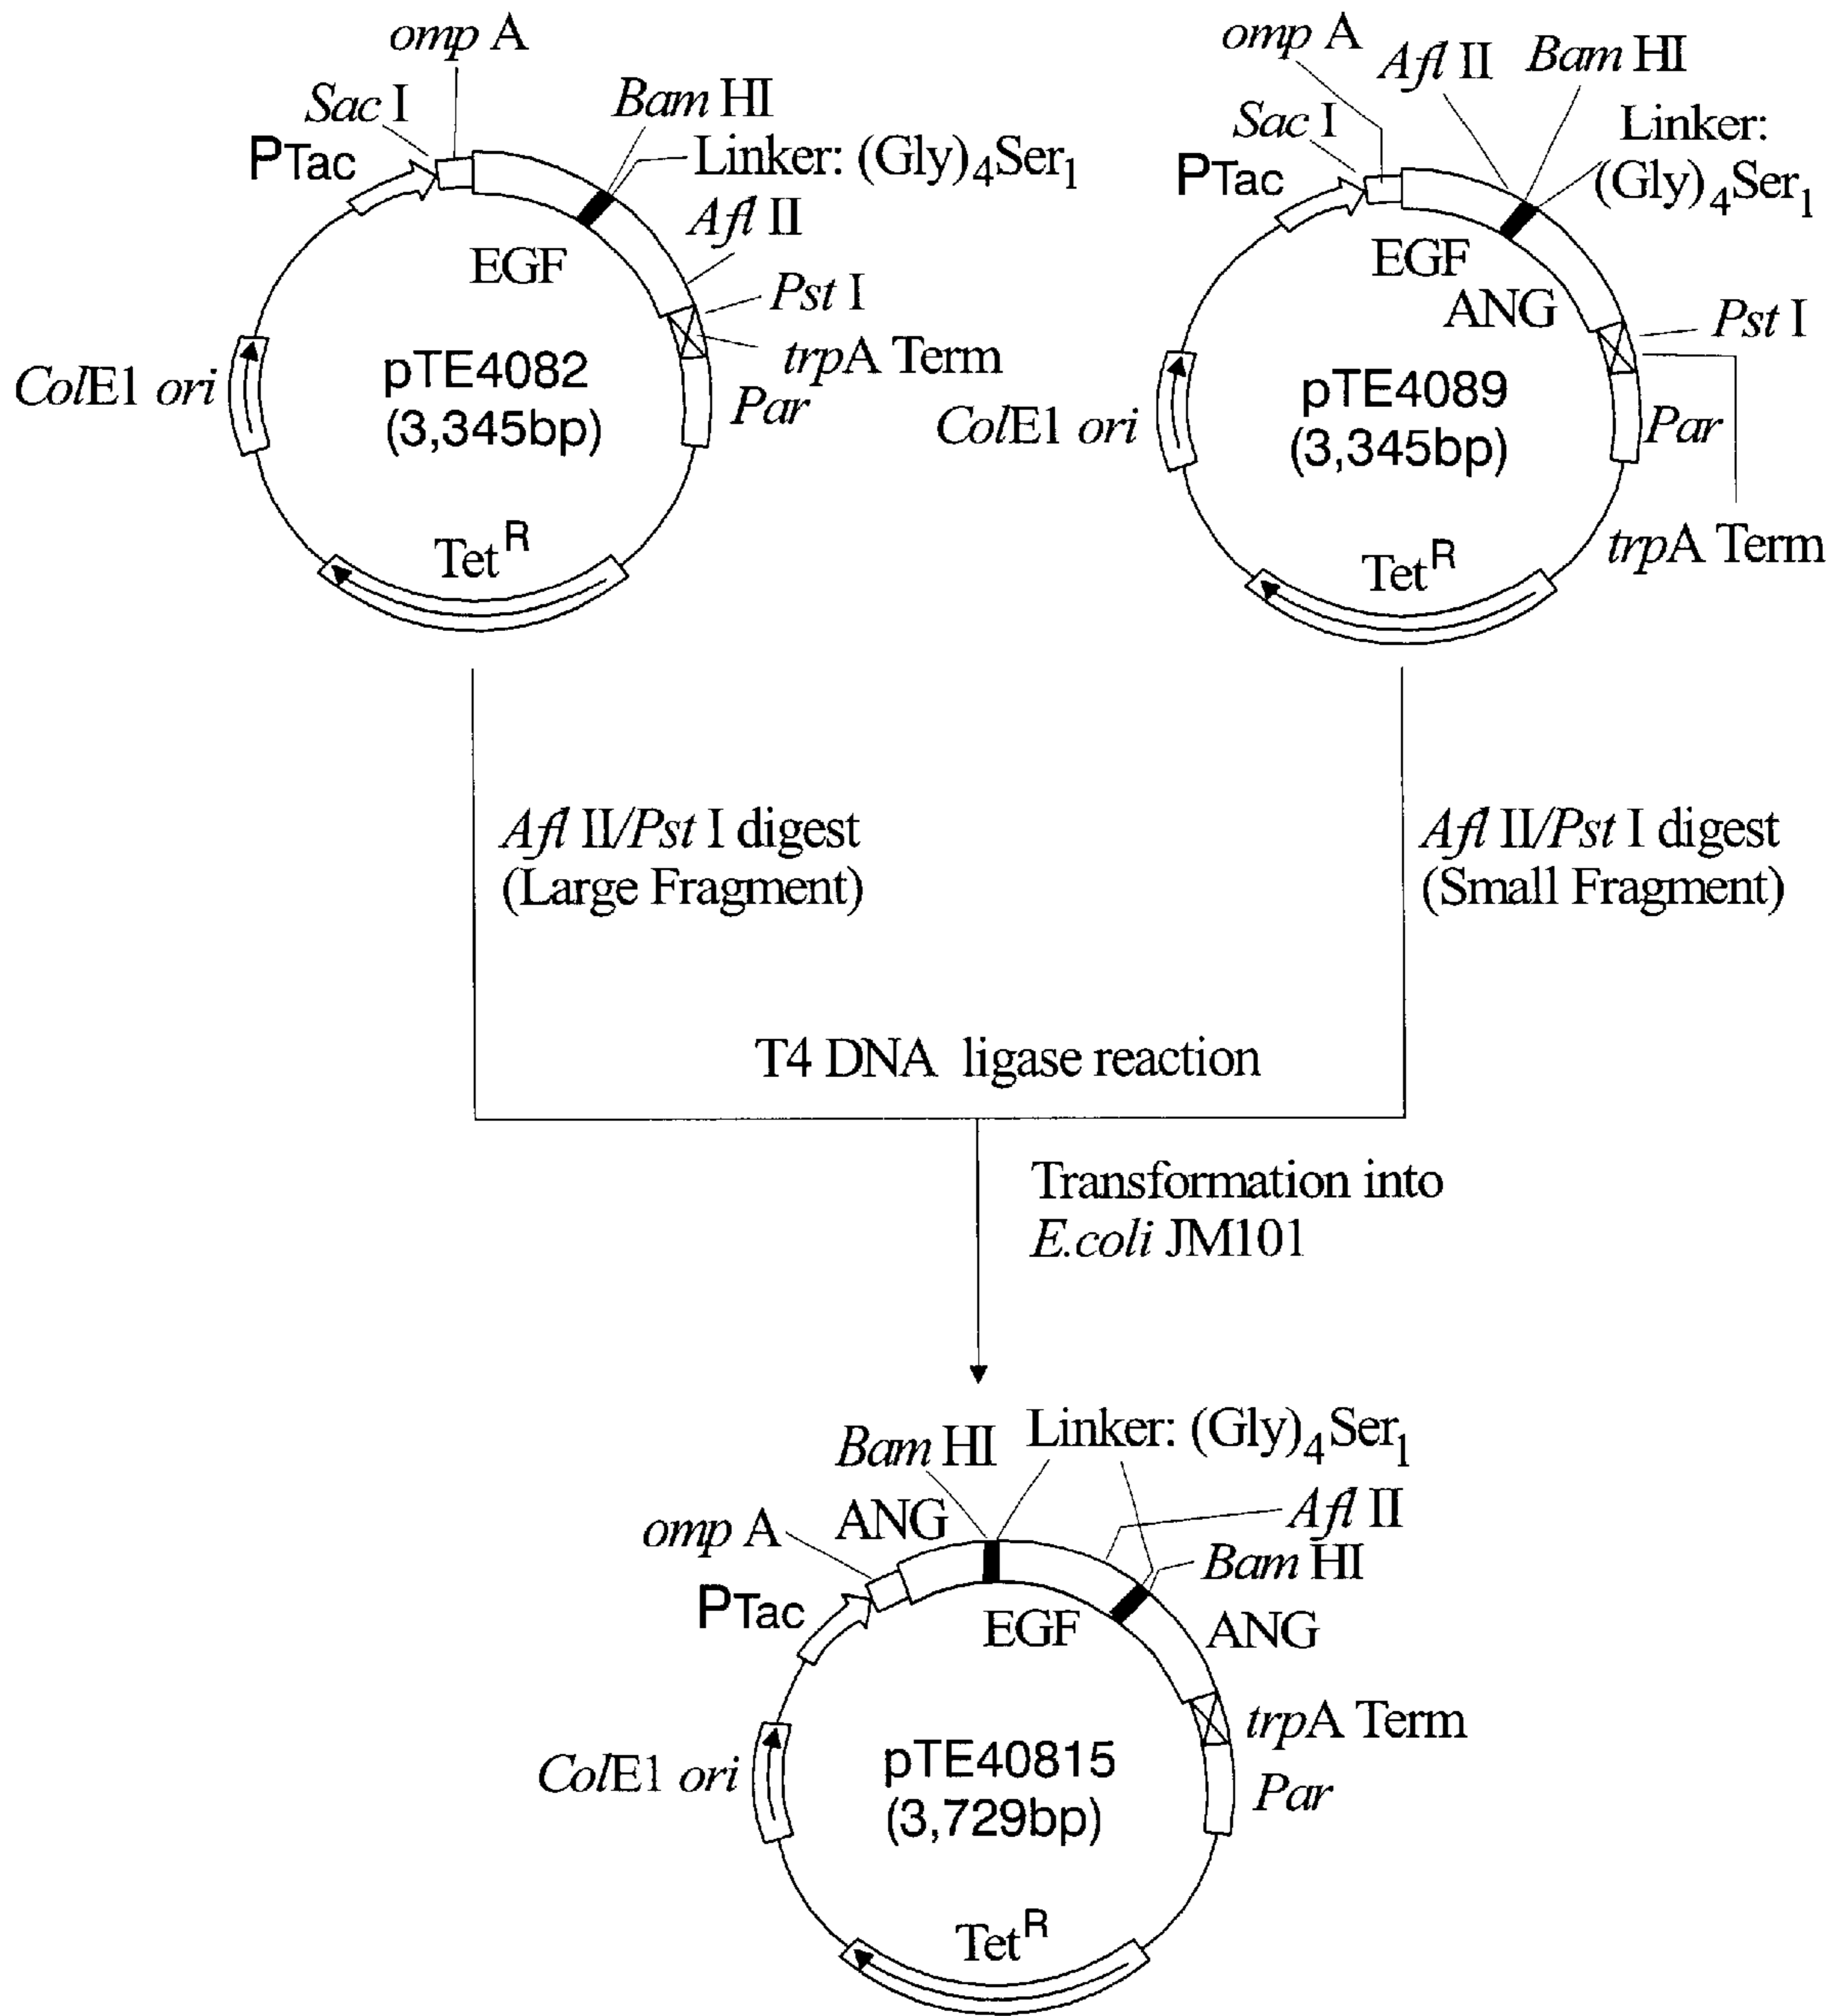 omp A
Sac I
Bam HI
PTac
Linker: (Gly)4Ser1
Afl II
EGF
Pst I
trpA Term
ColE1 ori
pTE4082
(3,345bp)
Par
Tet R
omp A
Afl II
Bam HI
Sac I
Linker:
(Gly)4Ser1
PTac
EGF
ANG
Pst I
ColE1 ori
pTE4089
(3,345bp)
Par
trpA Term
Tet R
Afl II/Pst I digest
(Large Fragment)
Afl II/Pst I digest
(Small Fragment)
T4 DNA ligase reaction
Transformation into
E.coli JM101
Bam HI
Linker: (Gly)4Ser1
omp A
ANG
Afl II
Bam HI
PTac
EGF
ANG
trpA Term
ColE1 ori
pTE40815
(3,729bp)
Par
Tet R